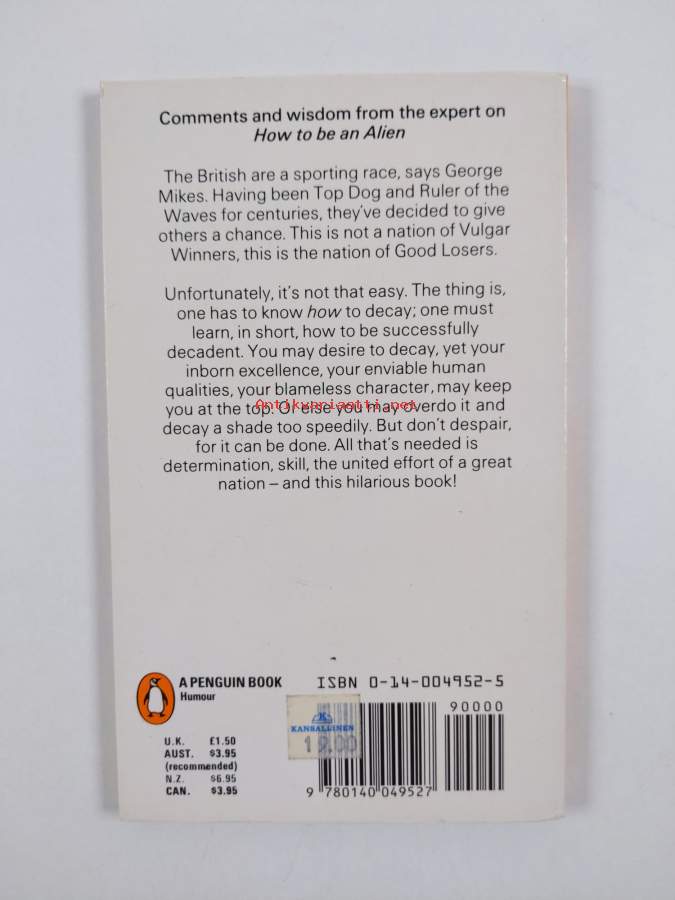 Comments and wisdom from the expert on
How to be an Alien
The British are a sporting race, says George
Mikes. Having been Top Dog and Ruler of the
Waves for centuries, they've decided to give
others a chance. This is not a nation of Vulgar
Winners, this is the nation of Good Losers.
Unfortunately, it's not that easy. The thing is,
one has to know how to decay; one must
learn, in short, how to be successfully
decadent. You may desire to decay, yet your
inborn excellence, your enviable human
qualities, your blameless character, may keep
you at the top. Or else you may overdo it and
Antikvariaatti.net
decay a shade too speedily. But don't despair,
for it can be done. All that's needed is
determination, skill, the united effort of a great
nation – and this hilarious book!
A PENGUIN BOOK
Humour
ISBN 0-14-004952-5
90000
KANSALLINEN
19.00
U.K. £1.50
AUST. $3.95
(recommended)
N.Z. $6.95
CAN. $3.95
9 780140 049527